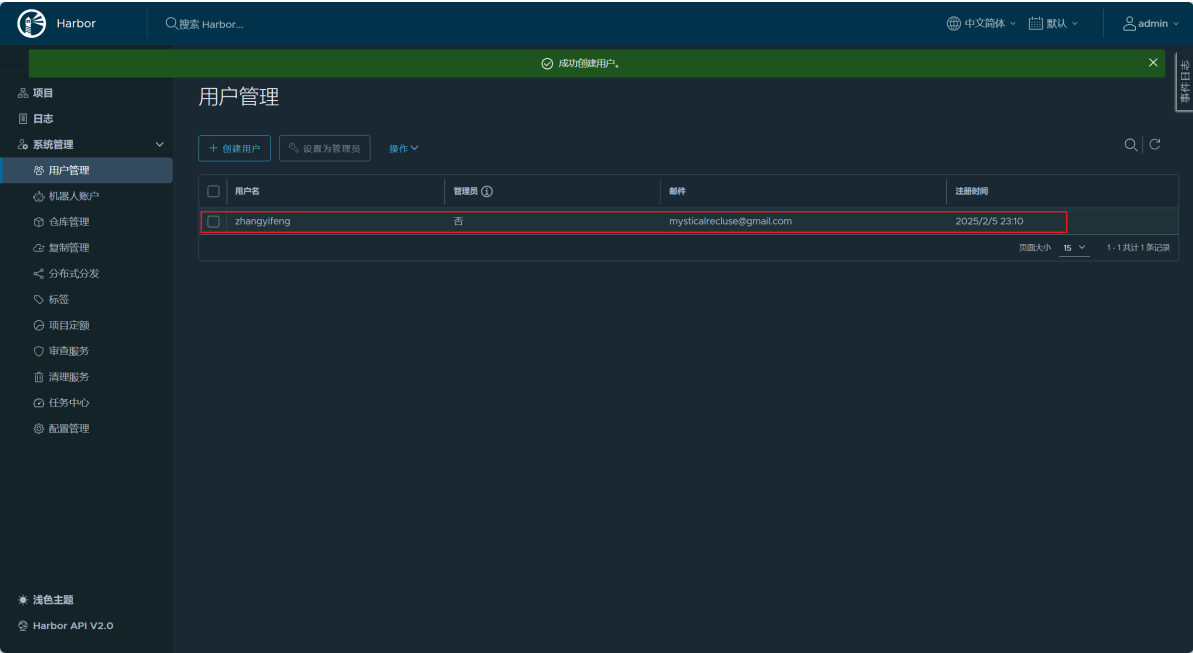 Harbor
搜索 Harbor...
中文简体
默认
admin
成功创建用户。
事件日志
项目
日志
系统管理
用户管理
机器人账户
仓库管理
复制管理
分布式分发
标签
项目定额
审查服务
清理服务
任务中心
配置管理
浅色主题
Harbor API V2.0
用户管理
+ 创建用户
设置为管理员
操作
用户名 管理员 邮件 注册时间
zhangyifeng 否 mysticalrecluse@gmail.com 2025/2/5 23:10
页面大小 15 1 - 1 共计 1 条记录